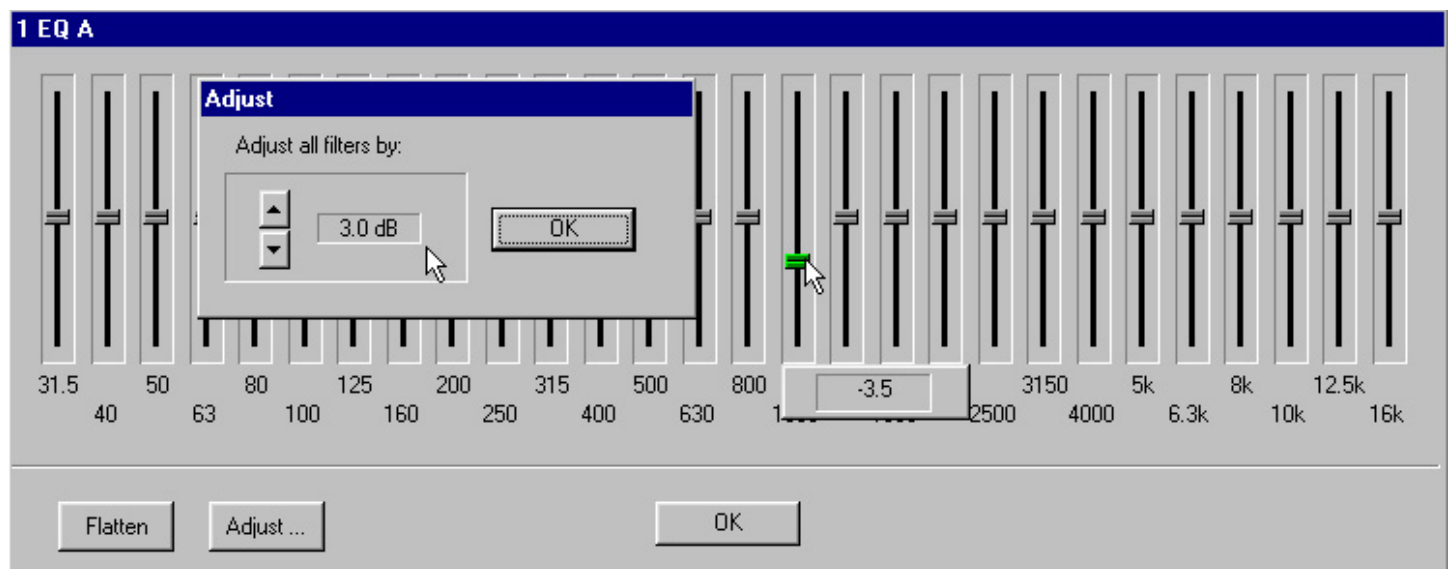 1 EQ A
Adjust
Adjust all filters by:
3.0 dB
OK
31.5 50 80 125 200 315 500 800 3150 5k 8k 12.5k
-3.5
40 63 100 160 250 400 630 2500 4000 6.3k 10k 16k
Flatten Adjust ... OK